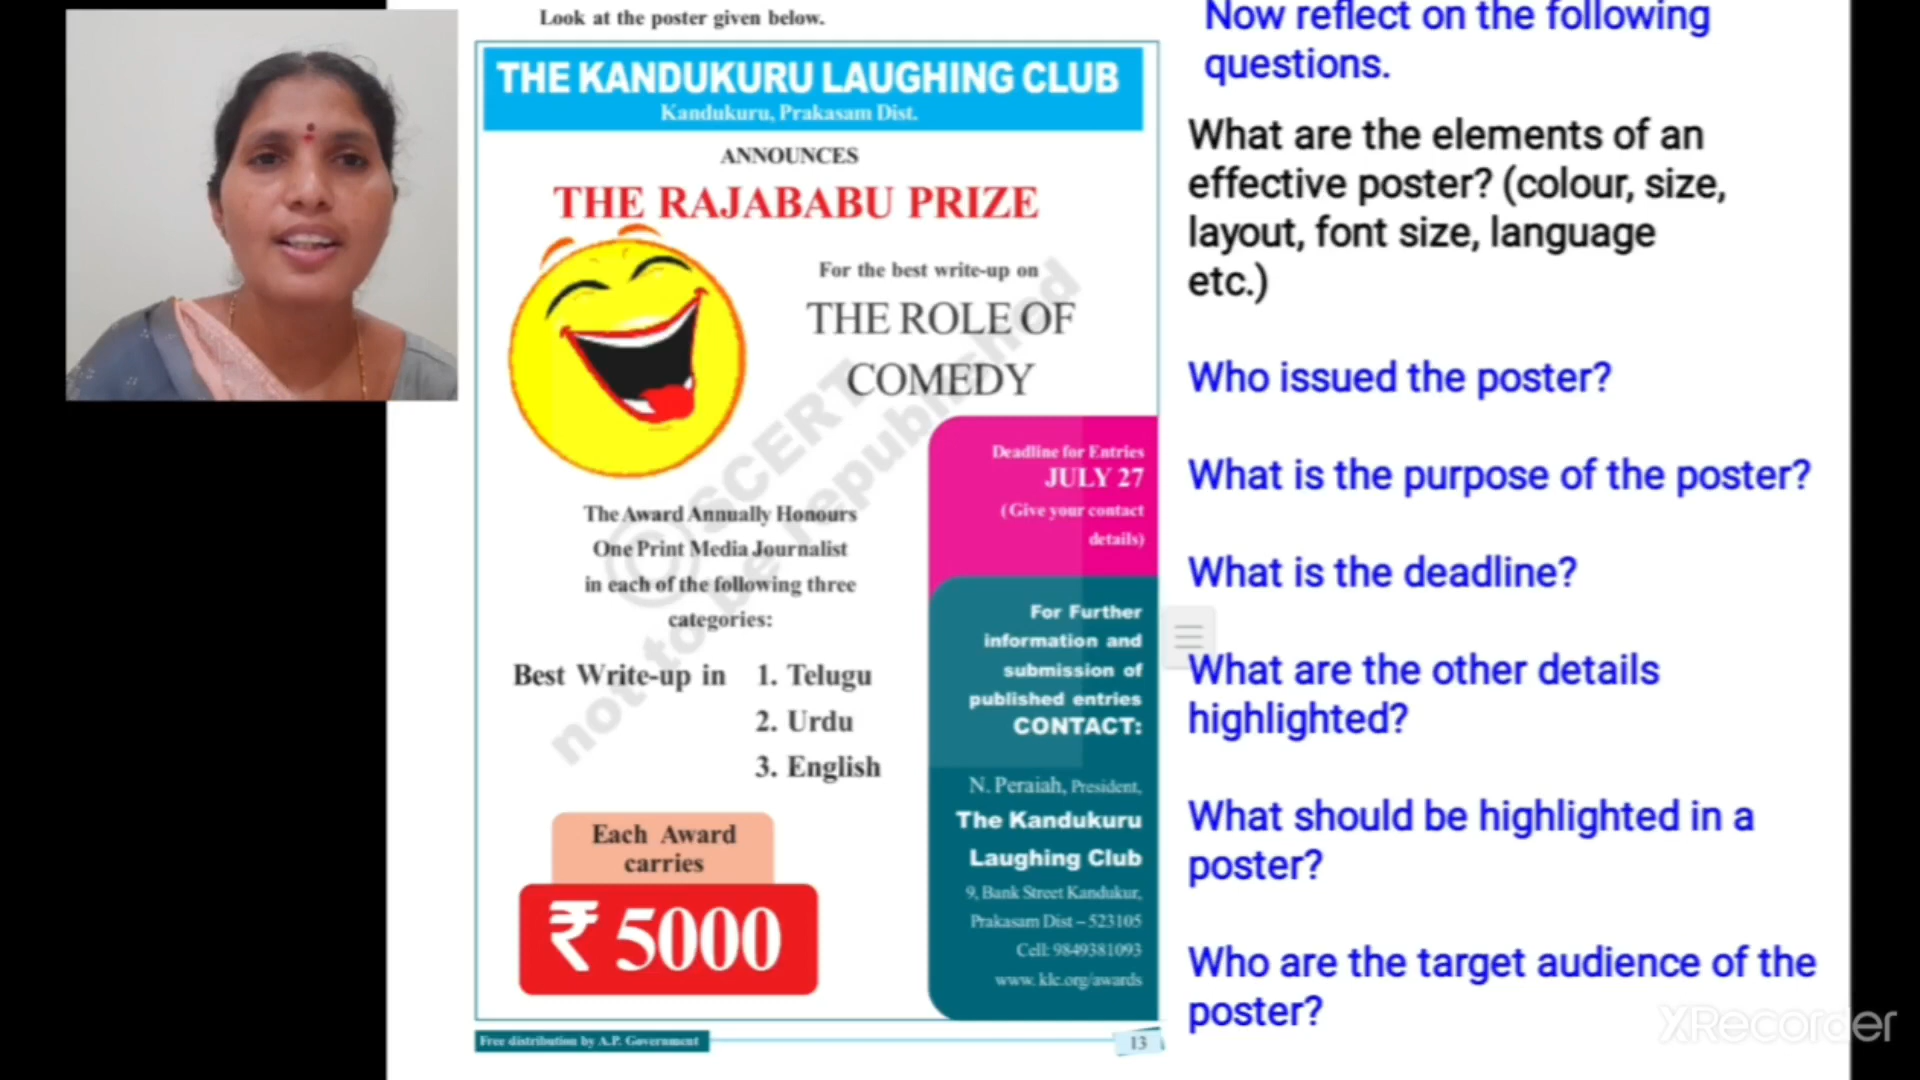 Look at the poster given below.
THE KANDUKURU LAUGHING CLUB
Kandukuru, Prakasam Dist.
ANNOUNCES
THE RAJABABU PRIZE
For the best write-up on
THE ROLE OF
COMEDY
Deadline for Entries
JULY 27
(Give your contact
details)
The Award Annually Honours
One Print Media Journalist
in each of the following three
categories:
Best Write-up in 1. Telugu
2. Urdu
3. English
Each Award
carries
₹ 5000
For Further
information and
submission of
published entries
CONTACT:
N. Peraiah, President,
The Kandukuru
Laughing Club
9, Bank Street Kandukur,
Prakasam Dist – 523105
Cell: 9849381093
www. klc.org/awards
©SCERT
not to be republished
Free distribution by A.P. Government
13
Now reflect on the following
questions.
What are the elements of an
effective poster? (colour, size,
layout, font size, language
etc.)
Who issued the poster?
What is the purpose of the poster?
What is the deadline?
What are the other details
highlighted?
What should be highlighted in a
poster?
Who are the target audience of the
poster?
XRecorder